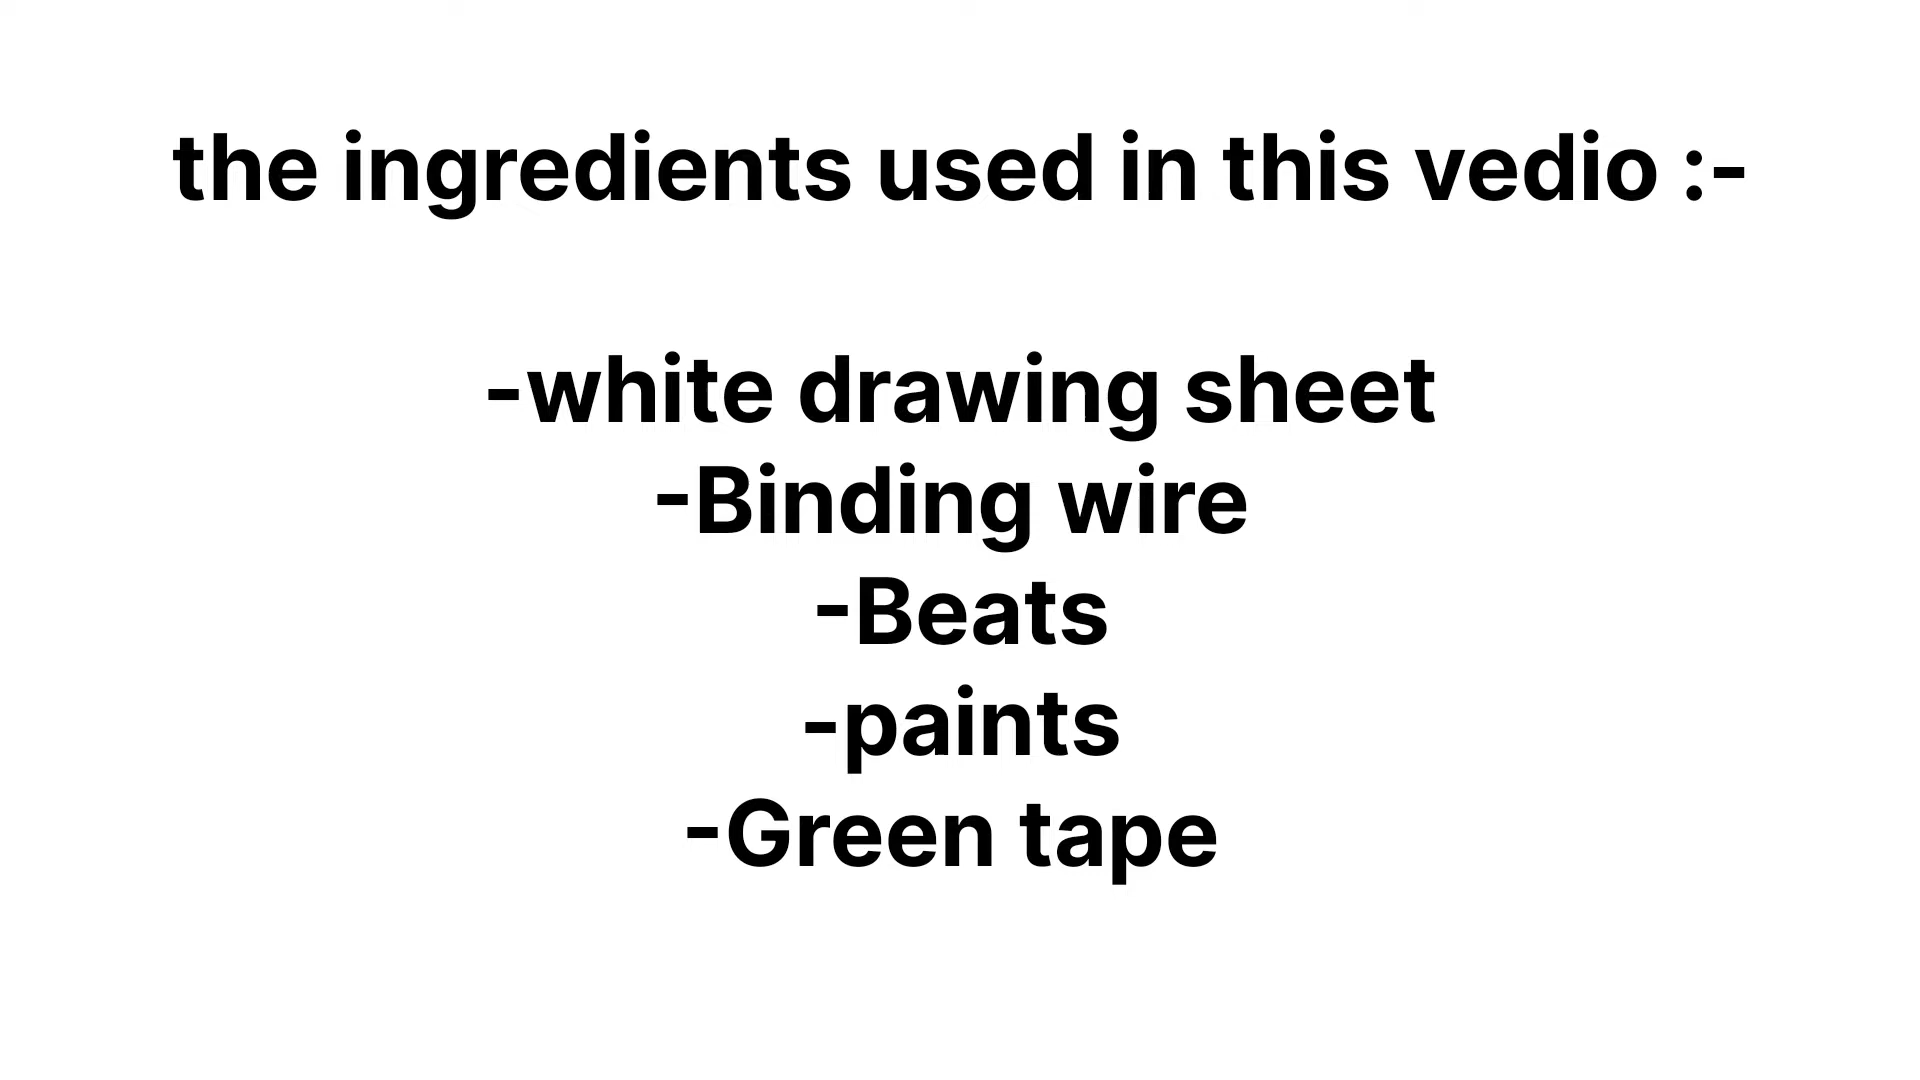 the ingredients used in this vedio :-
-white drawing sheet
-Binding wire
-Beats
-paints
-Green tape